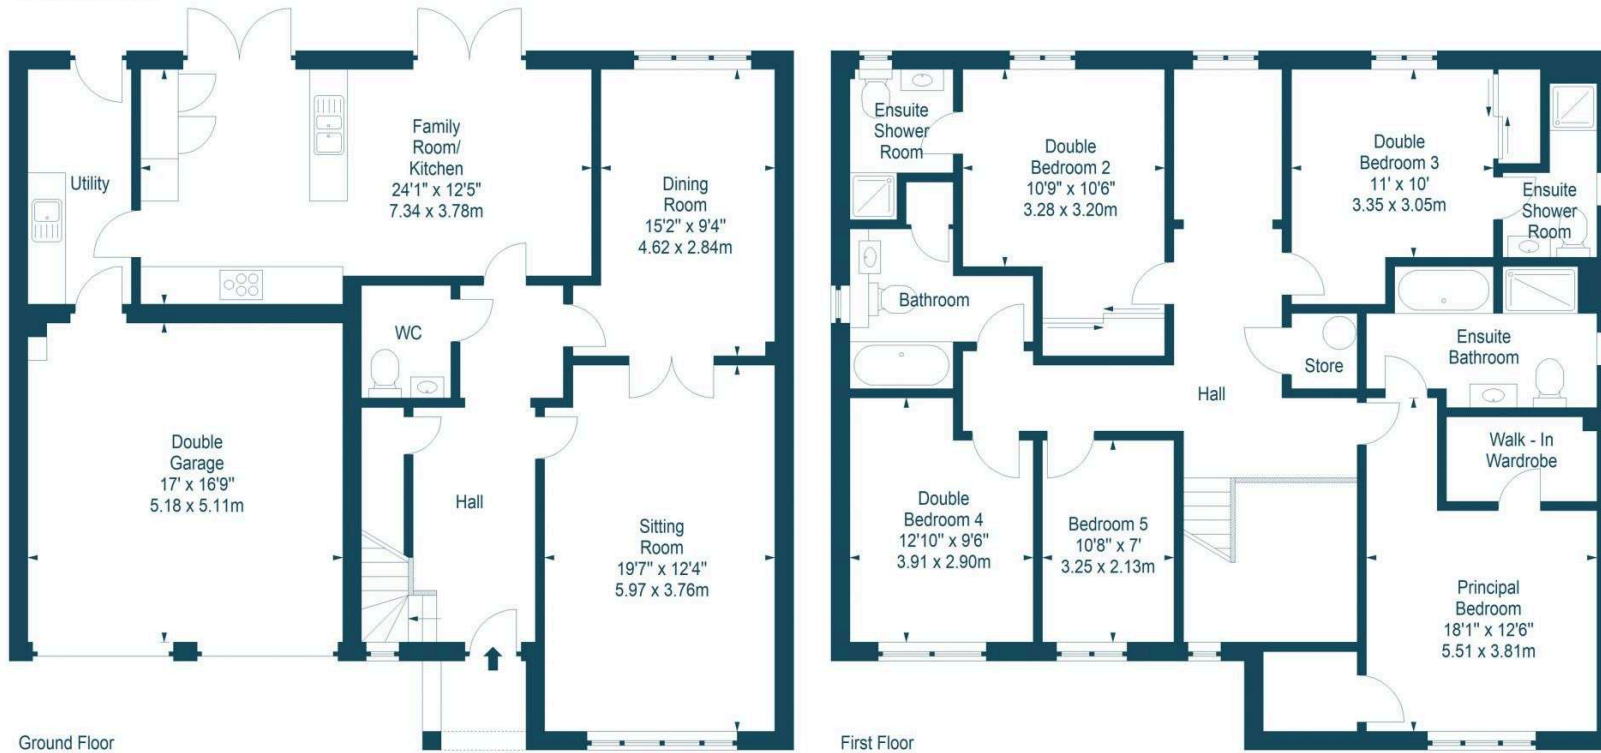 Utility
Family
Room/
Kitchen
24'1" x 12'5"
7.34 x 3.78m
Dining
Room
15'2" x 9'4"
4.62 x 2.84m
WC
Double
Garage
17' x 16'9"
5.18 x 5.11m
Hall
Sitting
Room
19'7" x 12'4"
5.97 x 3.76m
Ground Floor
Ensuite
Shower
Room
Double
Bedroom 2
10'9" x 10'6"
3.28 x 3.20m
Double
Bedroom 3
11' x 10'
3.35 x 3.05m
Ensuite
Shower
Room
Bathroom
Ensuite
Bathroom
Store
Hall
Walk - In
Wardrobe
Double
Bedroom 4
12'10" x 9'6"
3.91 x 2.90m
Bedroom 5
10'8" x 7'
3.25 x 2.13m
Principal
Bedroom
18'1" x 12'6"
5.51 x 3.81m
First Floor